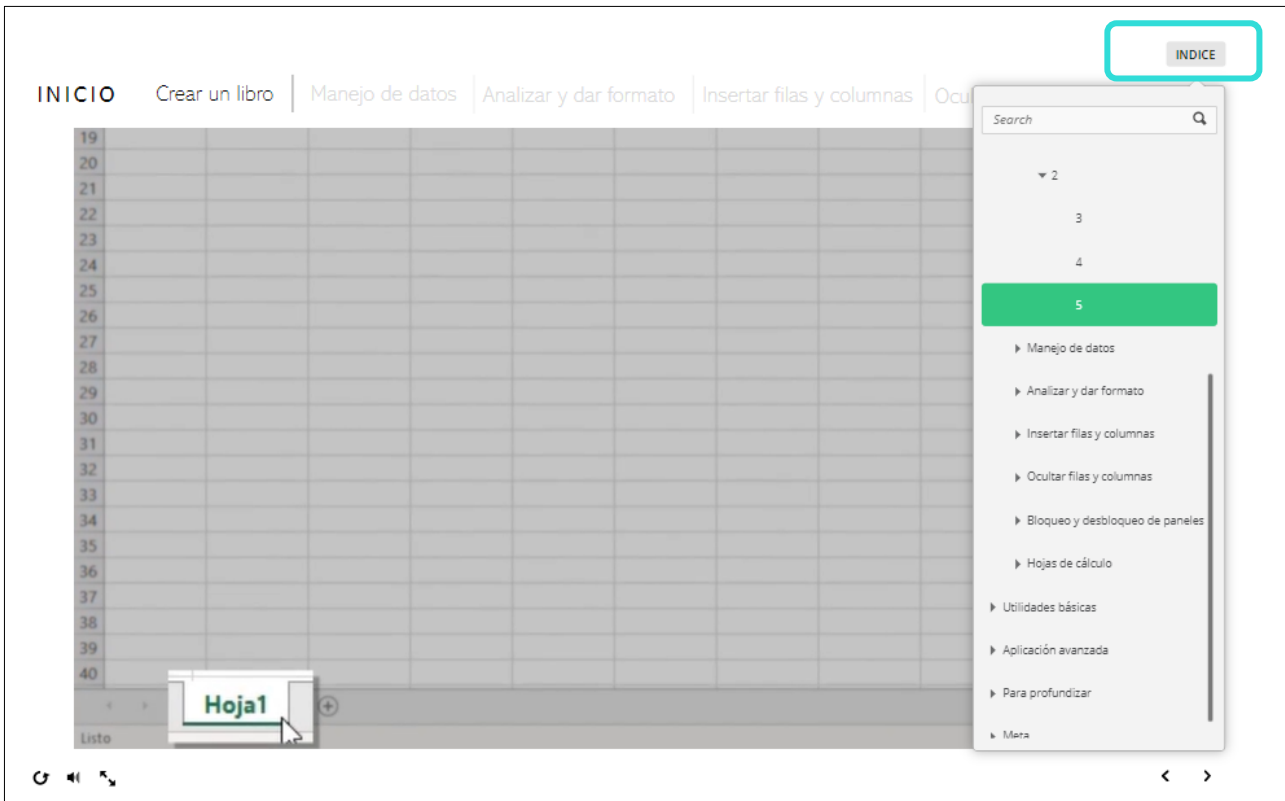 INDICE
INICIO Crear un libro Manejo de datos Analizar y dar formato Insertar filas y columnas Ocu
Search
2
3
4
5
Manejo de datos
Analizar y dar formato
Insertar filas y columnas
Ocultar filas y columnas
Bloqueo y desbloqueo de paneles
Hojas de cálculo
Utilidades básicas
Aplicación avanzada
Para profundizar
Meta
19
20
21
22
23
24
25
26
27
28
29
30
31
32
33
34
35
36
37
38
39
40
Hoja1
Listo